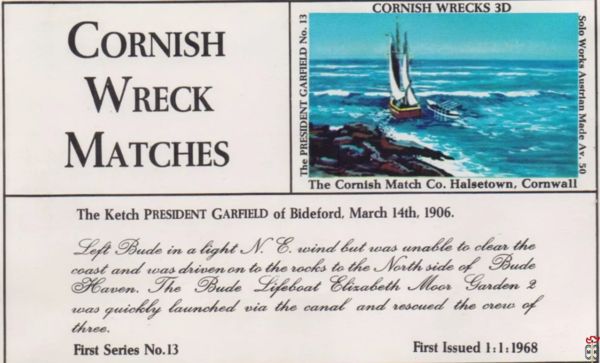 CORNISH
WRECK
MATCHES
CORNISH WRECKS 3D
The PRESIDENT GARFIELD No. 13
Solo Works Austrian Made Av. 50
The Cornish Match Co. Halsetown, Cornwall
The Ketch PRESIDENT GARFIELD of Bideford, March 14th, 1906.
Left Bude in a light N. E. wind but was unable to clear the
coast and was driven on to the rocks to the North side of Bude
Haven. The Bude Lifeboat Elizabeth Moor Garden 2
was quickly launched via the canal and rescued the crew of
three.
First Series No.13
First Issued 1:1:1968